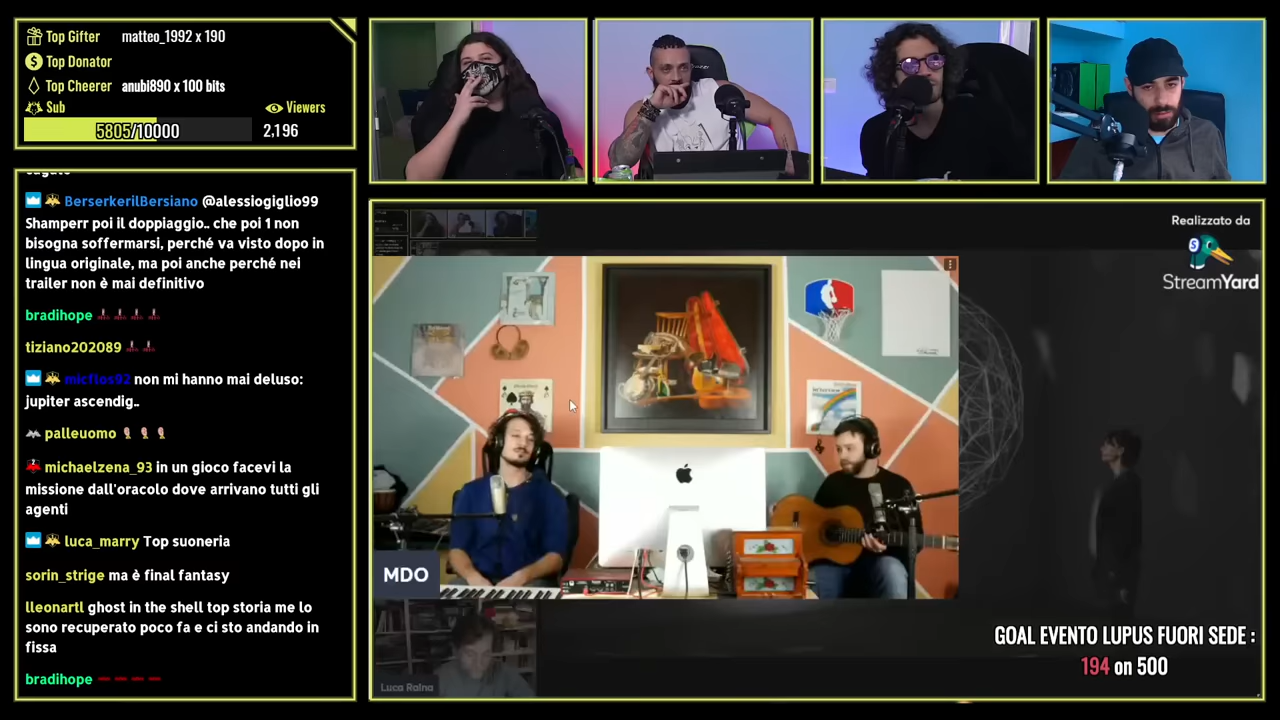 Top Gifter matteo_1992 x 190
Top Donator
Top Cheerer anubi890 x 100 bits
Sub Viewers
5805/10000 2,196
BerserkerilBersiano @alessiogiglio99
Shamperr poi il doppiaggio.. che poi 1 non
bisogna soffermarsi, perché va visto dopo in
lingua originale, ma poi anche perché nei
trailer non è mai definitivo
bradihope
tiziano202089
micftos92 non mi hanno mai deluso:
jupiter ascendig..
palleuomo
michaelzena_93 in un gioco facevi la
missione dall'oracolo dove arrivano tutti gli
agenti
luca_marry Top suoneria
sorin_strige ma è final fantasy
lleonartl ghost in the shell top storia me lo
sono recuperato poco fa e ci sto andando in
fissa
bradihope
Realizzato da
StreamYard
MDO
Luca Raina
GOAL EVENTO LUPUS FUORI SEDE :
194 on 500